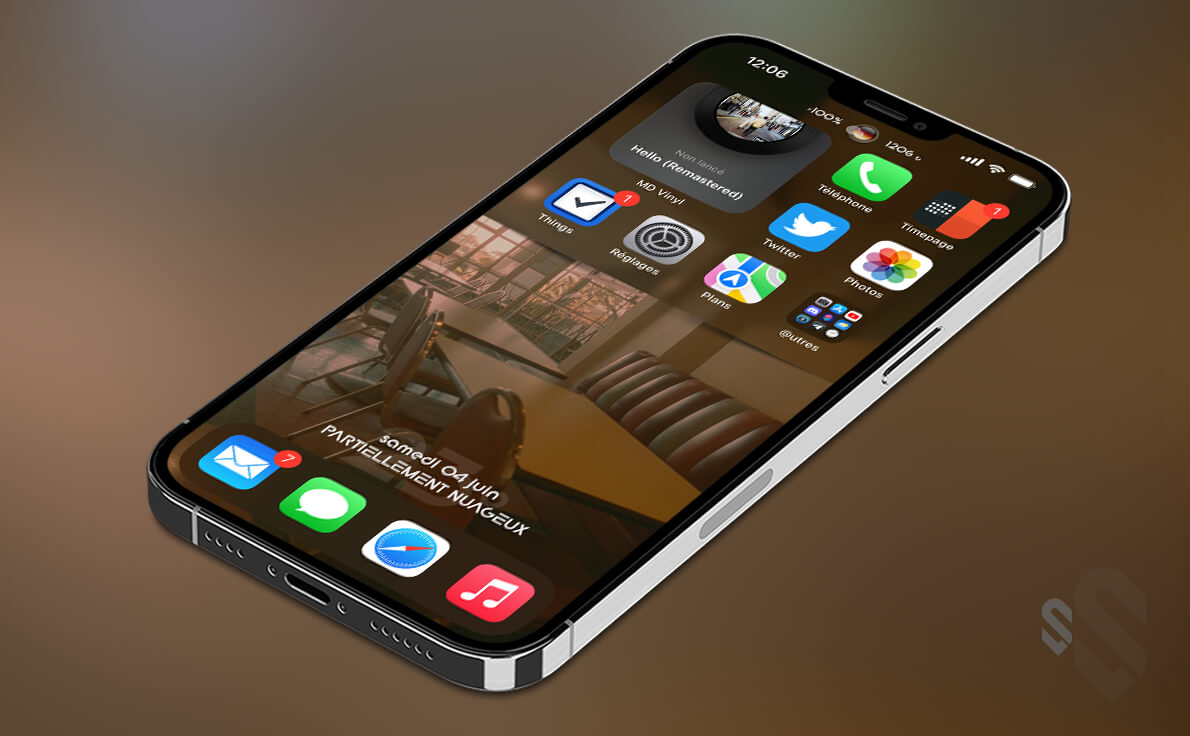 12:06
100%
1206
Non lancé
Hello (Remastered)
MD Vinyl
Téléphone
1
Timepage
1
Things
Réglages
Twitter
Photos
Plans
@utres
samedi 04 juin
PARTIELLEMENT NUAGEUX
7